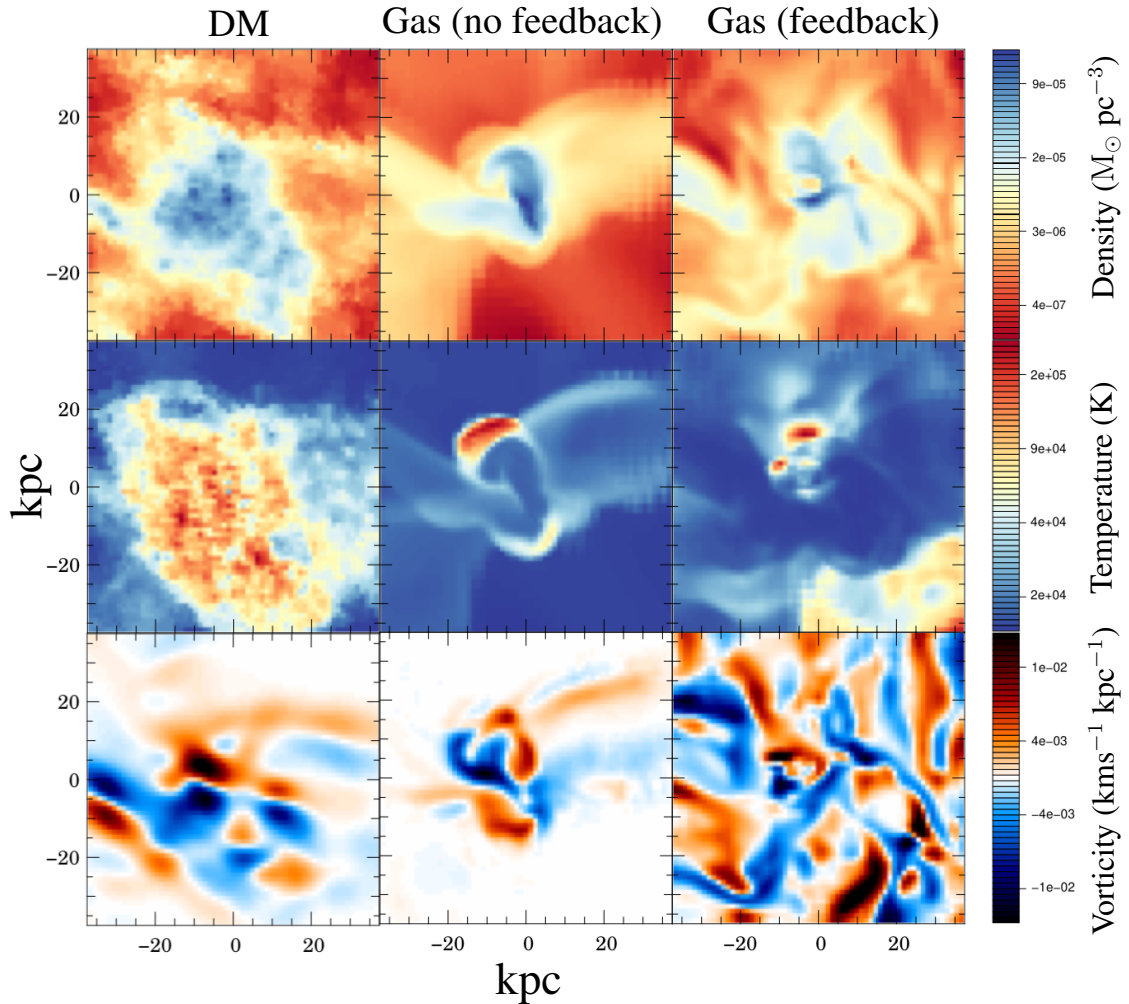 DM Gas (no feedback) Gas (feedback)
20
0
−20
9e−05
2e−05
3e−06
4e−07
Density (M⊙ pc−3)
20
0
−20
kpc
2e+05
9e+04
4e+04
2e+04
Temperature (K)
20
0
−20
1e−02
4e−03
−4e−03
−1e−02
Vorticity (kms−1 kpc−1)
−20 0 20 −20 0 20 −20 0 20
kpc